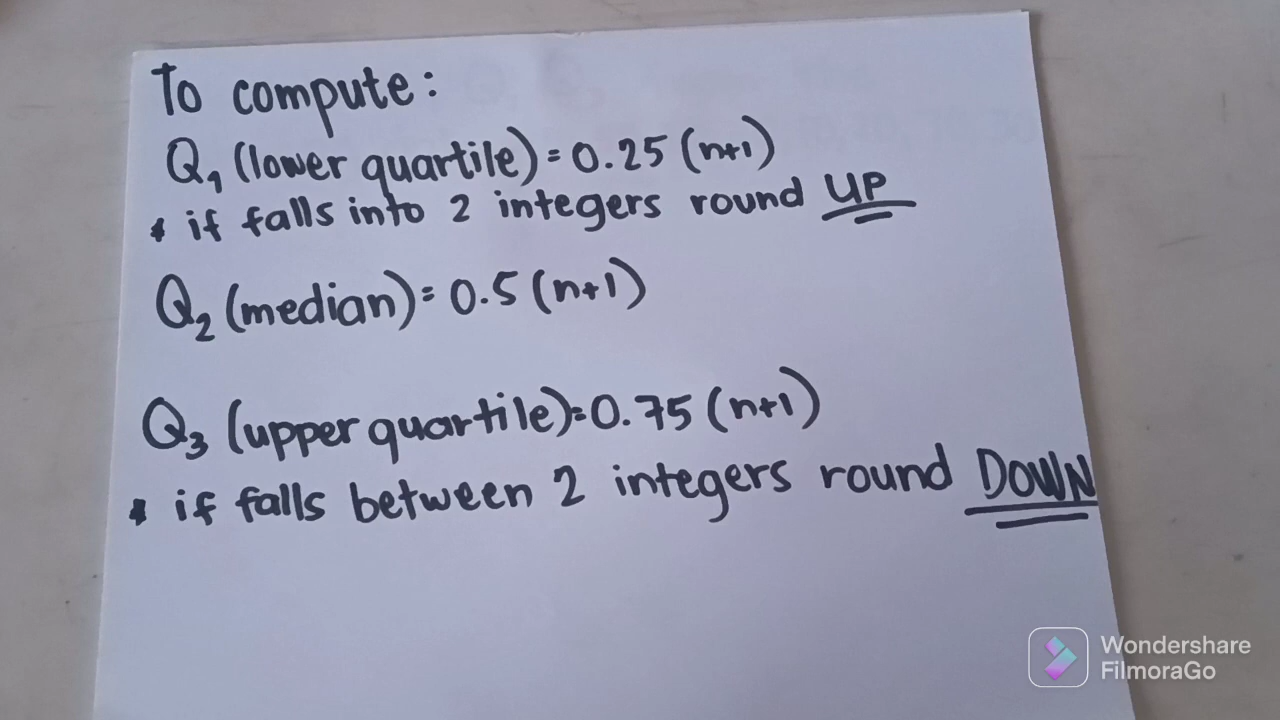 To compute:
Q₁ (lower quartile) = 0.25 (n+1)
* if falls into 2 integers round UP
Q₂ (median) = 0.5 (n+1)
Q₃ (upper quartile) = 0.75 (n+1)
* if falls between 2 integers round DOWN
Wondershare
FilmoraGo